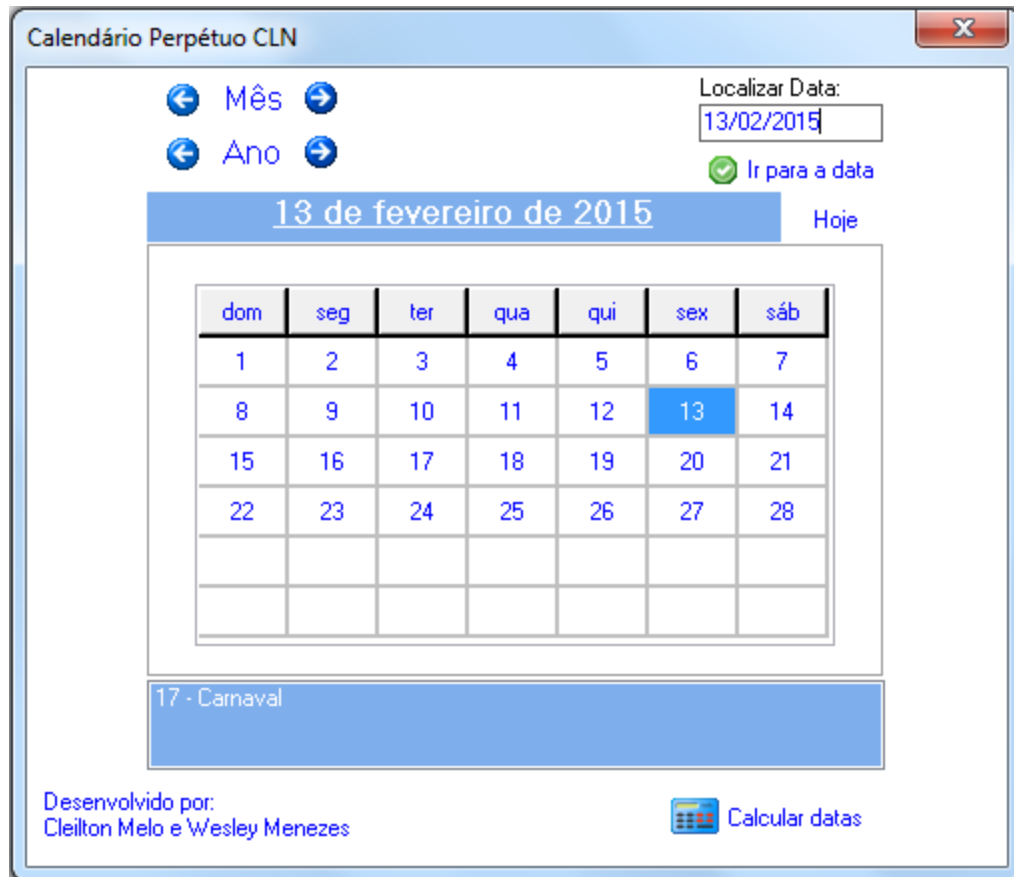 Calendário Perpétuo CLN
X
Mês
Ano
Localizar Data:
13/02/2015
Ir para a data
13 de fevereiro de 2015
Hoje
dom seg ter qua qui sex sáb
1 2 3 4 5 6 7
8 9 10 11 12 13 14
15 16 17 18 19 20 21
22 23 24 25 26 27 28
17 - Carnaval
Desenvolvido por:
Cleilton Melo e Wesley Menezes
Calcular datas